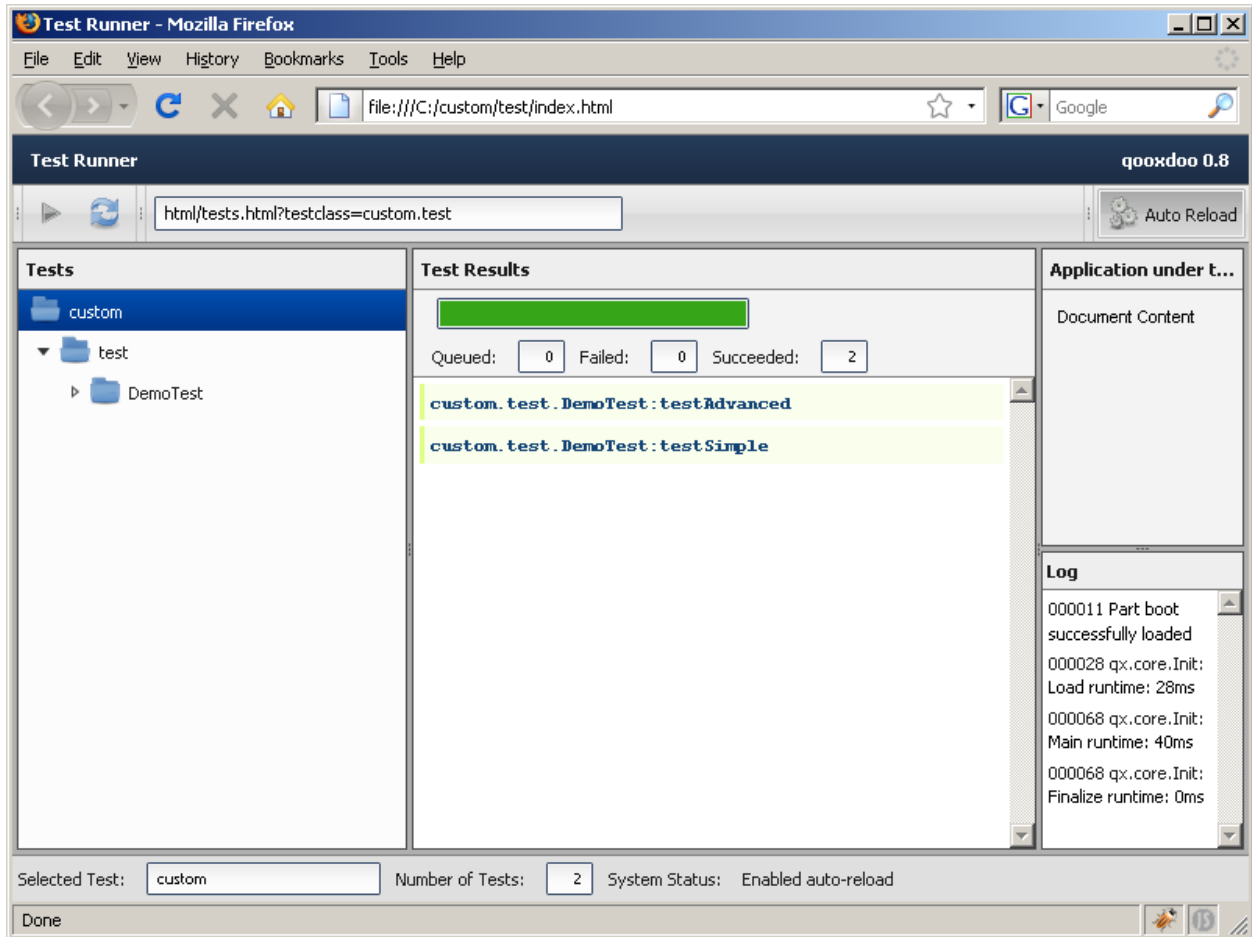 Test Runner - Mozilla Firefox
File Edit View History Bookmarks Tools Help
file:///C:/custom/test/index.html
G Google
Test Runner
qooxdoo 0.8
html/tests.html?testclass=custom.test
Auto Reload
Tests
custom
test
DemoTest
Test Results
Queued: 0 Failed: 0 Succeeded: 2
custom.test.DemoTest:testAdvanced
custom.test.DemoTest:testSimple
Application under t...
Document Content
Log
000011 Part boot
successfully loaded
000028 qx.core.Init:
Load runtime: 28ms
000068 qx.core.Init:
Main runtime: 40ms
000068 qx.core.Init:
Finalize runtime: 0ms
Selected Test: custom Number of Tests: 2 System Status: Enabled auto-reload
Done